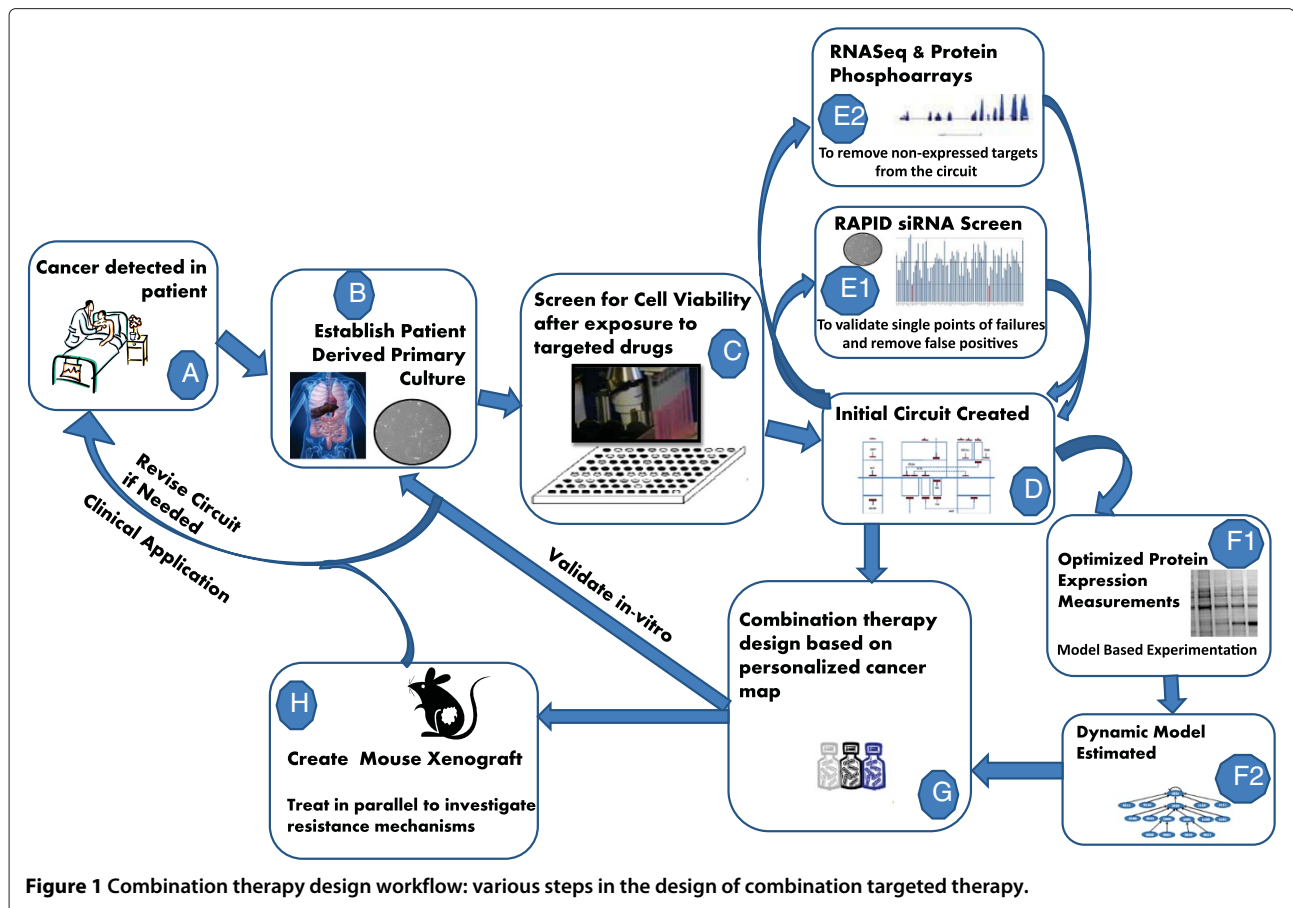 RNASeq & Protein
Phosphoarrays
E2
To remove non-expressed targets
from the circuit
RAPID siRNA Screen
E1
To validate single points of failures
and remove false positives
Cancer detected in
patient
A
B
Establish Patient
Derived Primary
Culture
Screen for Cell Viability
after exposure to
targeted drugs
C
Initial Circuit Created
D
F1
Optimized Protein
Expression
Measurements
Model Based Experimentation
Dynamic Model
Estimated
F2
Combination therapy
design based on
personalized cancer
map
G
Validate in-vitro
Revise Circuit
if Needed
Clinical Application
H
Create Mouse Xenograft
Treat in parallel to investigate
resistance mechanisms
Figure 1 Combination therapy design workflow: various steps in the design of combination targeted therapy.